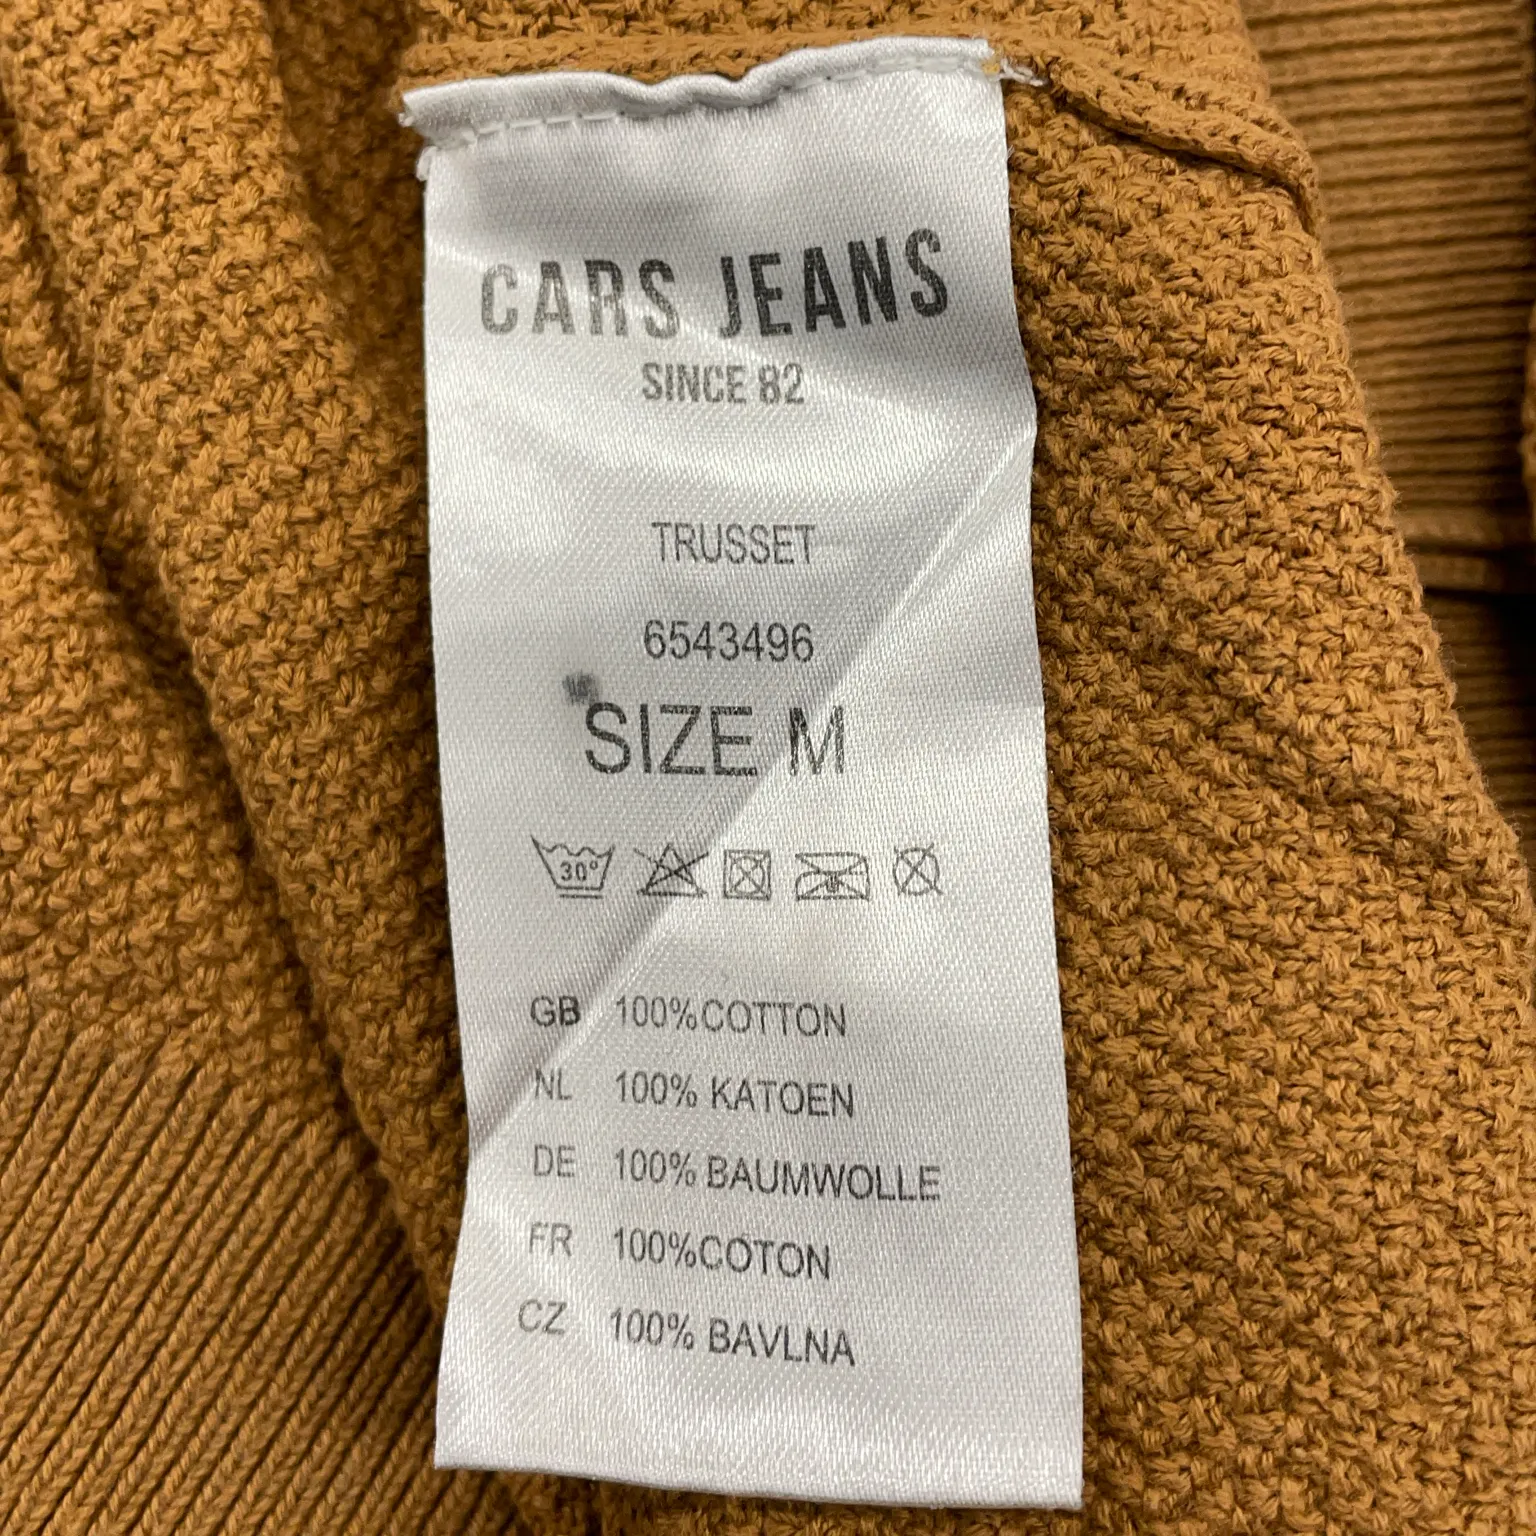 CARS JEANS
SINCE 82
TRUSSET
6543496
SIZE M
30°
GB 100%COTTON
NL 100% KATOEN
DE 100% BAUMWOLLE
FR 100%COTON
CZ 100% BAVLNA